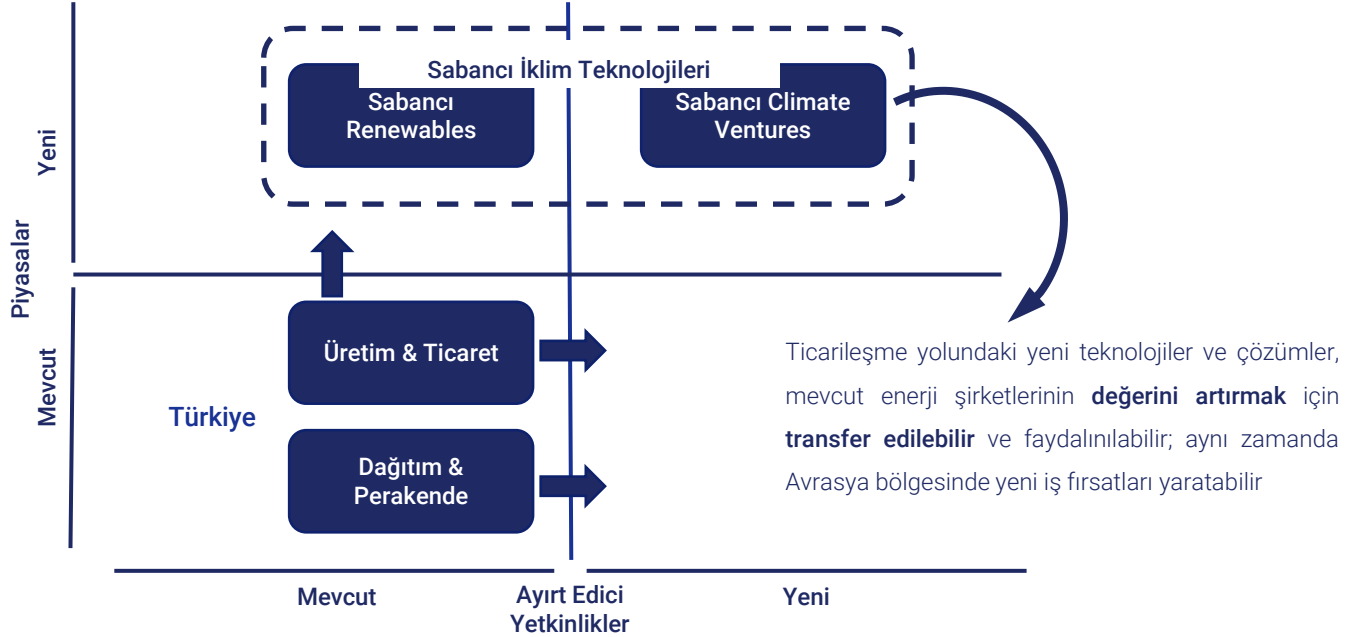 Sabancı İklim Teknolojileri
Sabancı
Renewables
Sabancı Climate
Ventures
Yeni
Piyasalar
Mevcut
Üretim & Ticaret
Türkiye
Dağıtım &
Perakende
Ticarileşme yolundaki yeni teknolojiler ve çözümler,
mevcut enerji şirketlerinin değerini artırmak için
transfer edilebilir ve faydalınılabilir; aynı zamanda
Avrasya bölgesinde yeni iş fırsatları yaratabilir
Mevcut
Ayırt Edici
Yetkinlikler
Yeni